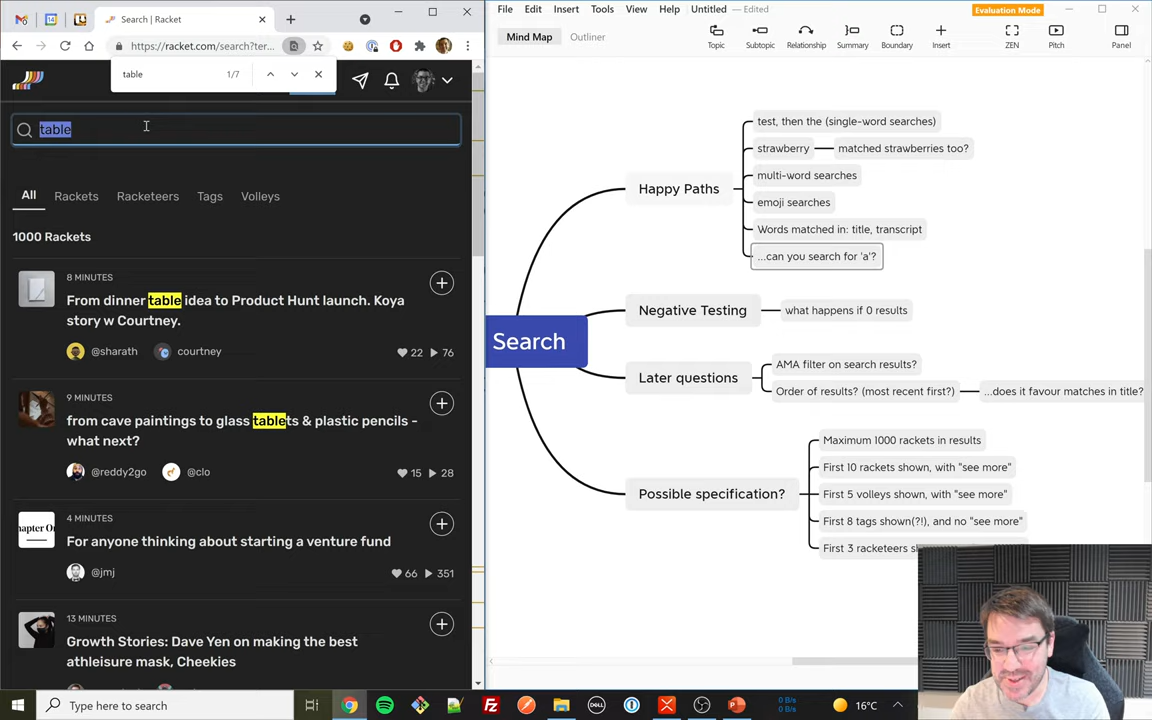 Search | Racket
https://racket.com/search?ter...
table
1/7
table
All
Rackets
Racketeers
Tags
Volleys
1000 Rackets
8 MINUTES
From dinner table idea to Product Hunt launch. Koya
story w Courtney.
@sharath
courtney
22
76
9 MINUTES
from cave paintings to glass tablets & plastic pencils -
what next?
@reddy2go
@clo
15
28
4 MINUTES
For anyone thinking about starting a venture fund
@jmj
66
351
13 MINUTES
Growth Stories: Dave Yen on making the best
athleisure mask, Cheekies
File
Edit
Insert
Tools
View
Help
Untitled — Edited
Evaluation Mode
Mind Map
Outliner
Topic
Subtopic
Relationship
Summary
Boundary
Insert
ZEN
Pitch
Panel
Search
Happy Paths
test, then the (single-word searches)
strawberry
matched strawberries too?
multi-word searches
emoji searches
Words matched in: title, transcript
...can you search for 'a'?
Negative Testing
what happens if 0 results
Later questions
AMA filter on search results?
Order of results? (most recent first?)
...does it favour matches in title?
Possible specification?
Maximum 1000 rackets in results
First 10 rackets shown, with "see more"
First 5 volleys shown, with "see more"
First 8 tags shown(?!), and no "see more"
First 3 racketeers
Type here to search
0 B/s
0 B/s
16°C